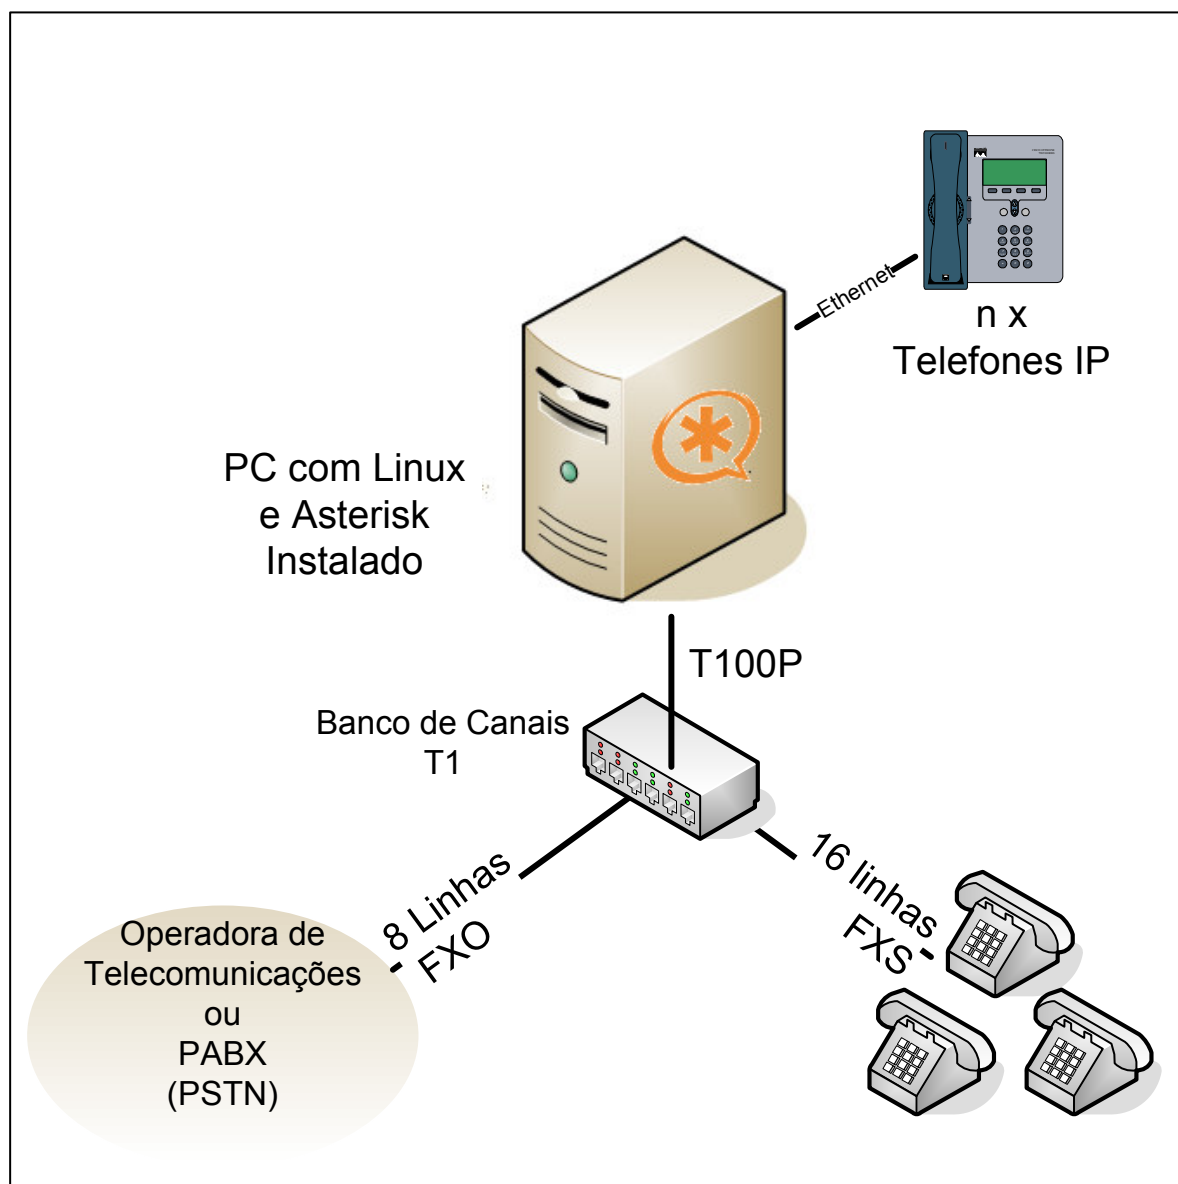 n x
Telefones IP
Ethernet
PC com Linux
e Asterisk
Instalado
T100P
Banco de Canais
T1
8 Linhas
FXO
16 linhas
FXS
Operadora de
Telecomunicações
ou
PABX
(PSTN)